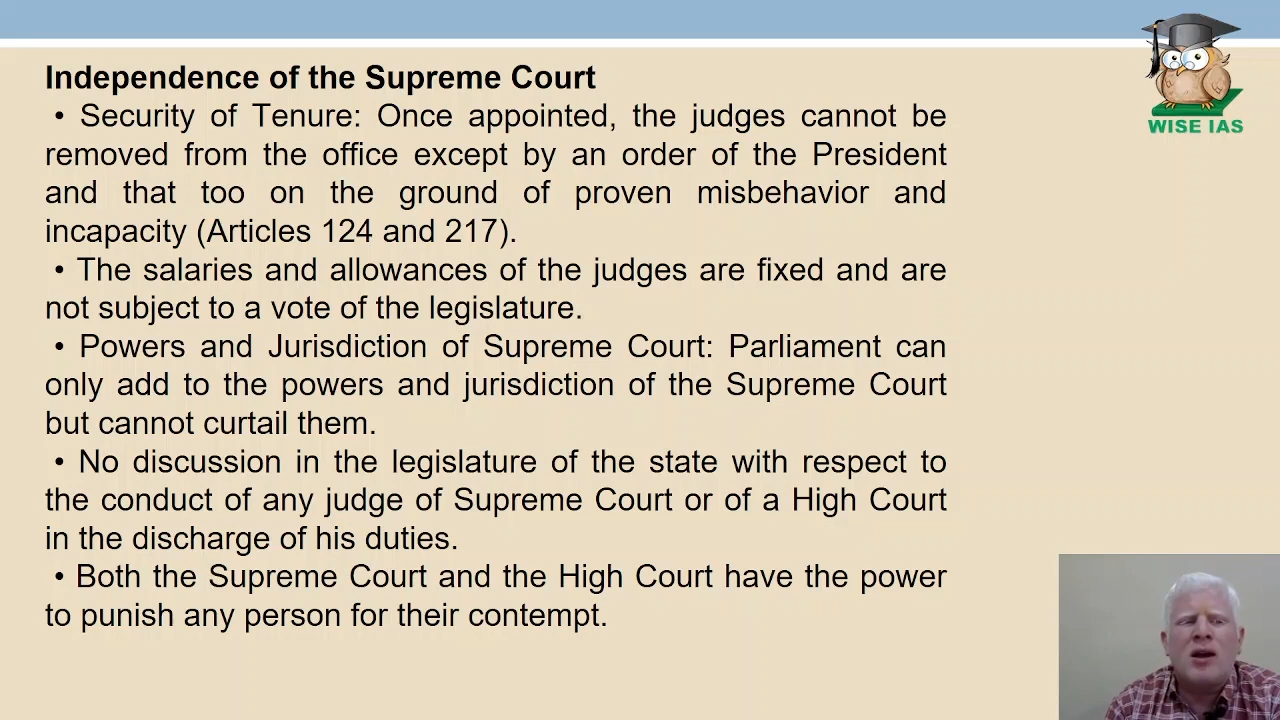 Independence of the Supreme Court
• Security of Tenure: Once appointed, the judges cannot be
removed from the office except by an order of the President
and that too on the ground of proven misbehavior and
incapacity (Articles 124 and 217).
• The salaries and allowances of the judges are fixed and are
not subject to a vote of the legislature.
• Powers and Jurisdiction of Supreme Court: Parliament can
only add to the powers and jurisdiction of the Supreme Court
but cannot curtail them.
• No discussion in the legislature of the state with respect to
the conduct of any judge of Supreme Court or of a High Court
in the discharge of his duties.
• Both the Supreme Court and the High Court have the power
to punish any person for their contempt.
WISE IAS